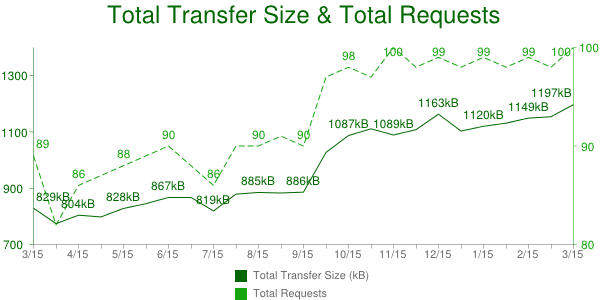 Total Transfer Size & Total Requests
1300
1100
900
700
100
90
80
89
86
88
90
86
90
90
98
100
99
99
99
100
829kB
804kB
828kB
867kB
819kB
885kB
886kB
1087kB
1089kB
1163kB
1120kB
1149kB
1197kB
3/15 4/15 5/15 6/15 7/15 8/15 9/15 10/15 11/15 12/15 1/15 2/15 3/15
Total Transfer Size (kB)
Total Requests